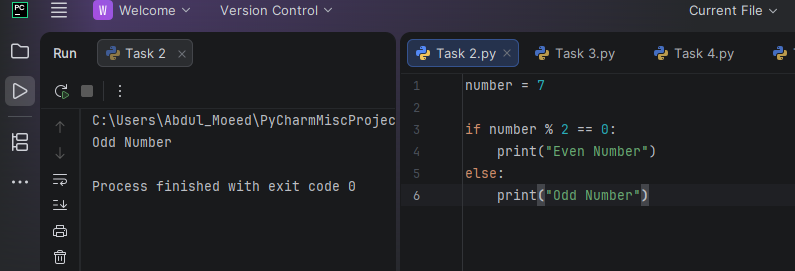 PC W Welcome Version Control Current File
Run Task 2
Task 2.py Task 3.py Task 4.py
C:\Users\Abdul_Moeed\PyCharmMiscProjec
Odd Number
Process finished with exit code 0
1 number = 7
2
3 if number % 2 == 0:
4 print("Even Number")
5 else:
6 print("Odd Number")